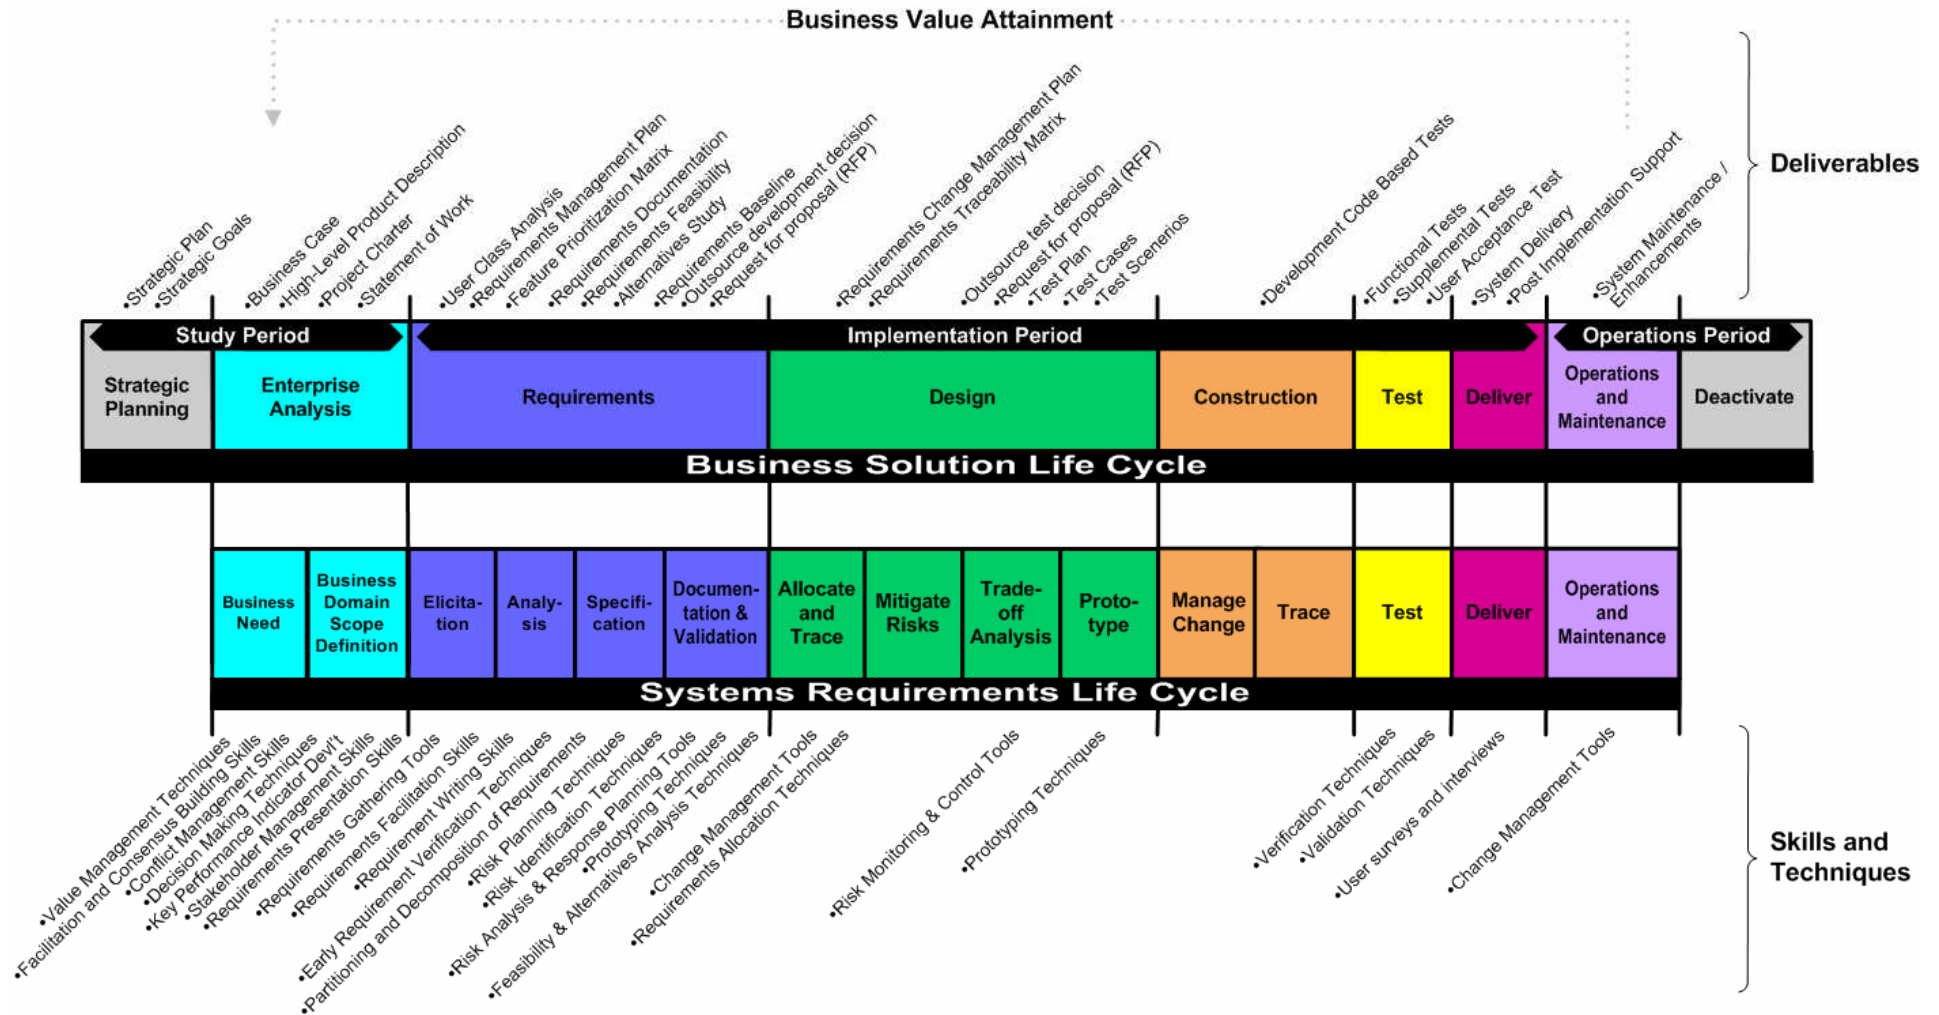 Business Value Attainment
Deliverables
•Strategic Plan
•Strategic Goals
•Business Case
•High-Level Product Description
•Project Charter
•Statement of Work
•User Class Analysis
•Requirements Management Plan
•Feature Prioritization Matrix
•Requirements Documentation
•Requirements Feasibility
•Alternatives Study
•Requirements Baseline
•Outsource development decision
•Request for proposal (RFP)
•Requirements Change Management Plan
•Requirements Traceability Matrix
•Outsource test decision
•Request for proposal (RFP)
•Test Plan
•Test Cases
•Test Scenerios
•Development Code Based Tests
•Functional Tests
•Supplemental Tests
•User Acceptance Test
•System Delivery
•Post Implementation Support
•System Maintenance /
Enhancements
Study Period
Implementation Period
Operations Period
Strategic
Planning
Enterprise
Analysis
Requirements
Design
Construction
Test
Deliver
Operations
and
Maintenance
Deactivate
Business Solution Life Cycle
Business
Need
Business
Domain
Scope
Definition
Elicita-
tion
Analy-
sis
Specifi-
cation
Documen-
tation &
Validation
Allocate
and
Trace
Mitigate
Risks
Trade-
off
Analysis
Proto-
type
Manage
Change
Trace
Test
Deliver
Operations
and
Maintenance
Systems Requirements Life Cycle
•Value Management Techniques
•Facilitation and Consensus Building Skills
•Conflict Management Skills
•Decision Making Techniques
•Key Performance Indicator Devl't
•Stakeholder Management Skills
•Requirements Presentation Skills
•Requirements Gathering Tools
•Requirements Facilitation Skills
•Requirement Writing Skills
•Early Requirement Verification Techniques
•Partitioning and Decomposition of Requirements
•Risk Planning Techniques
•Risk Identification Techniques
•Risk Analysis & Response Planning Tools
•Prototyping Techniques
•Feasibility & Alternatives Analysis Techniques
•Change Management Tools
•Requirements Allocation Techniques
•Risk Monitoring & Control Tools
•Prototyping Techniques
•Verification Techniques
•Validation Techniques
•User surveys and interviews
•Change Management Tools
Skills and
Techniques